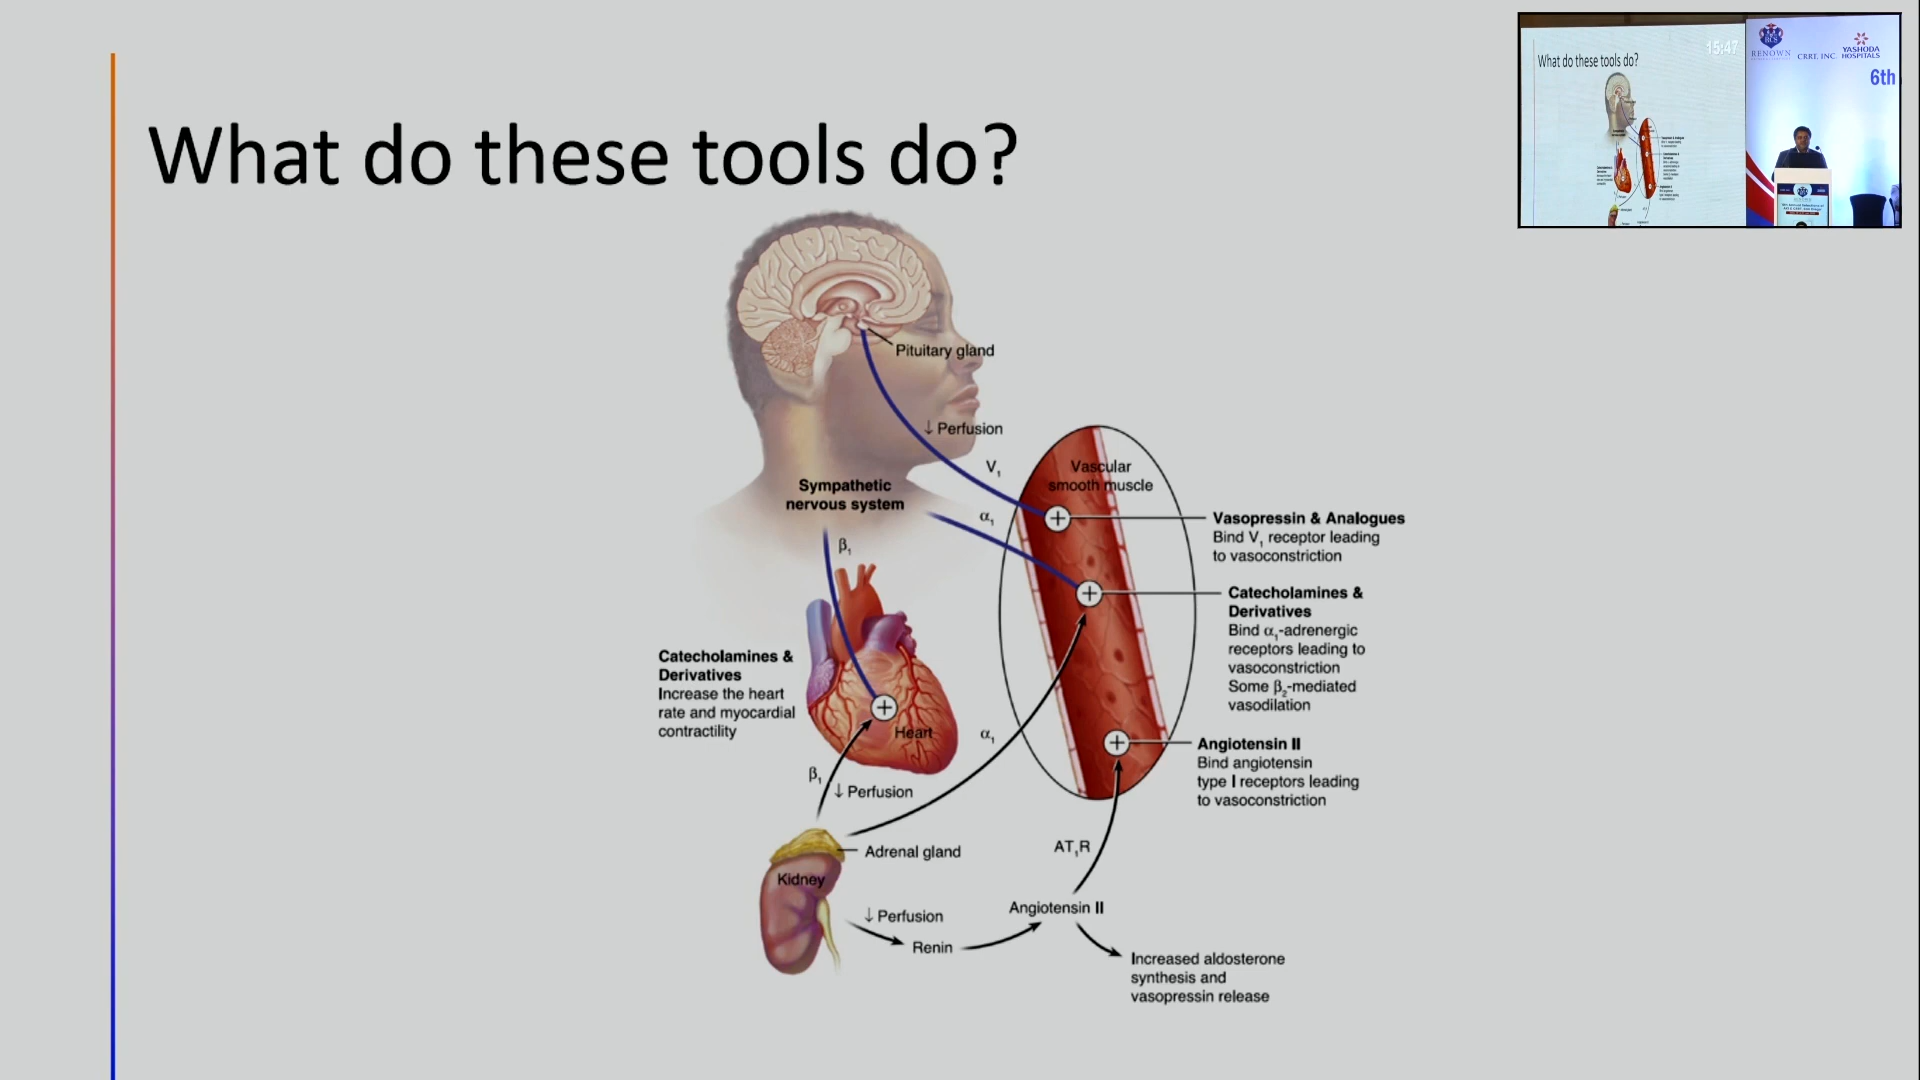 What do these tools do?
Pituitary gland
↓ Perfusion
V₁
Sympathetic
nervous system
α₁
β₁
Vascular
smooth muscle
Vasopressin & Analogues
Bind V₁ receptor leading
to vasoconstriction
Catecholamines &
Derivatives
Bind α₁-adrenergic
receptors leading to
vasoconstriction
Some β₂-mediated
vasodilation
Catecholamines &
Derivatives
Increase the heart
rate and myocardial
contractility
Heart
α₁
Angiotensin II
Bind angiotensin
type I receptors leading
to vasoconstriction
β₁
↓ Perfusion
Adrenal gland
Kidney
AT₁R
↓ Perfusion
Renin
Angiotensin II
Increased aldosterone
synthesis and
vasopressin release
What do these tools do?
15:47
RENOWN
CRRT, INC
YASHODA
HOSPITALS
6th